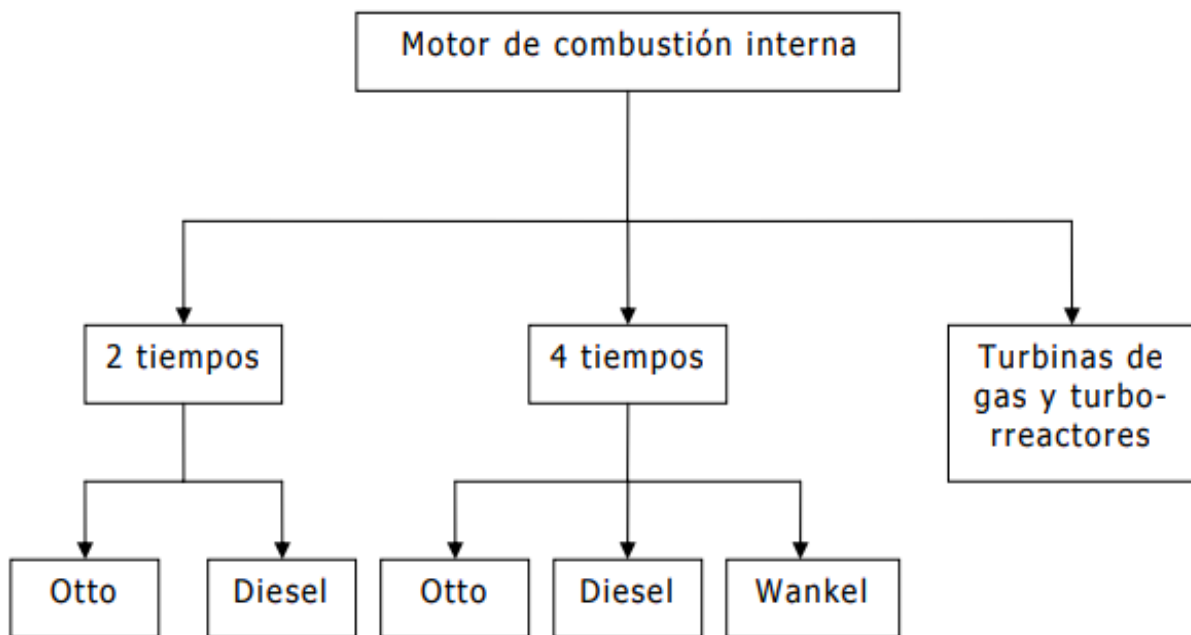 Motor de combustión interna
2 tiempos
4 tiempos
Turbinas de
gas y turbo-
rreactores
Otto
Diesel
Otto
Diesel
Wankel